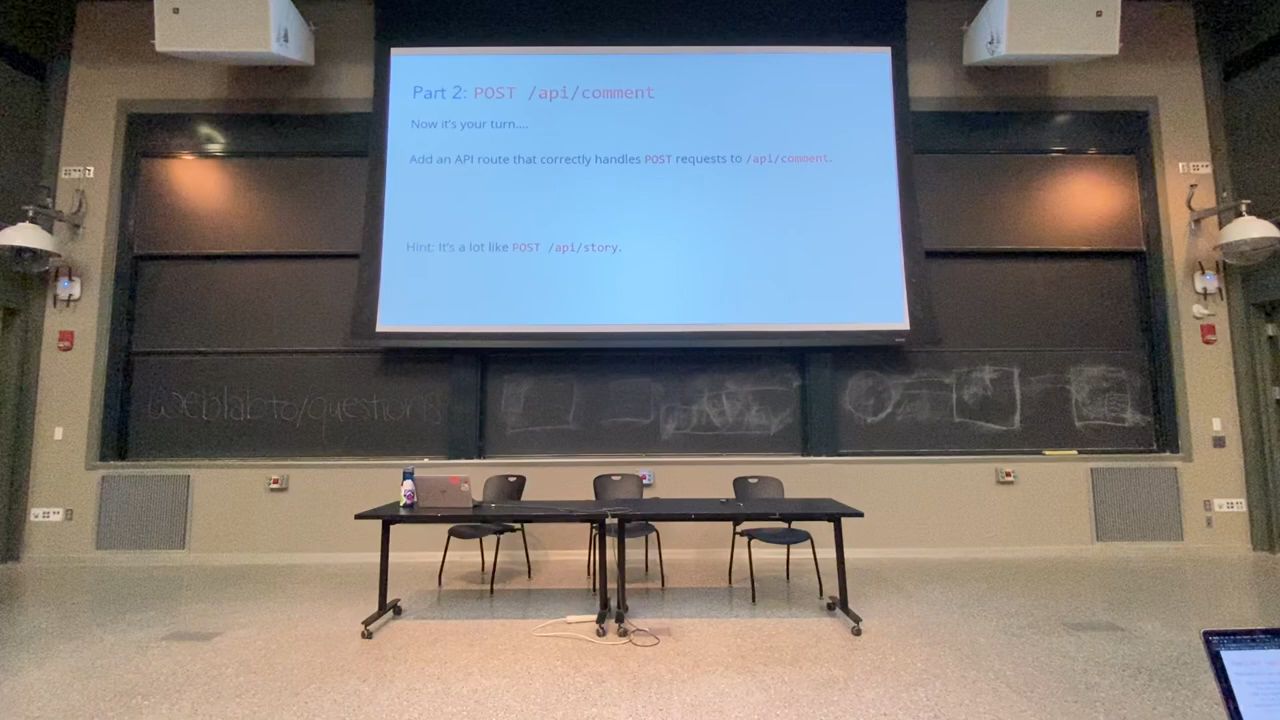 Part 2: POST /api/comment
Now it's your turn....
Add an API route that correctly handles POST requests to /api/comment.
Hint: It's a lot like POST /api/story.
weblab.to/questions